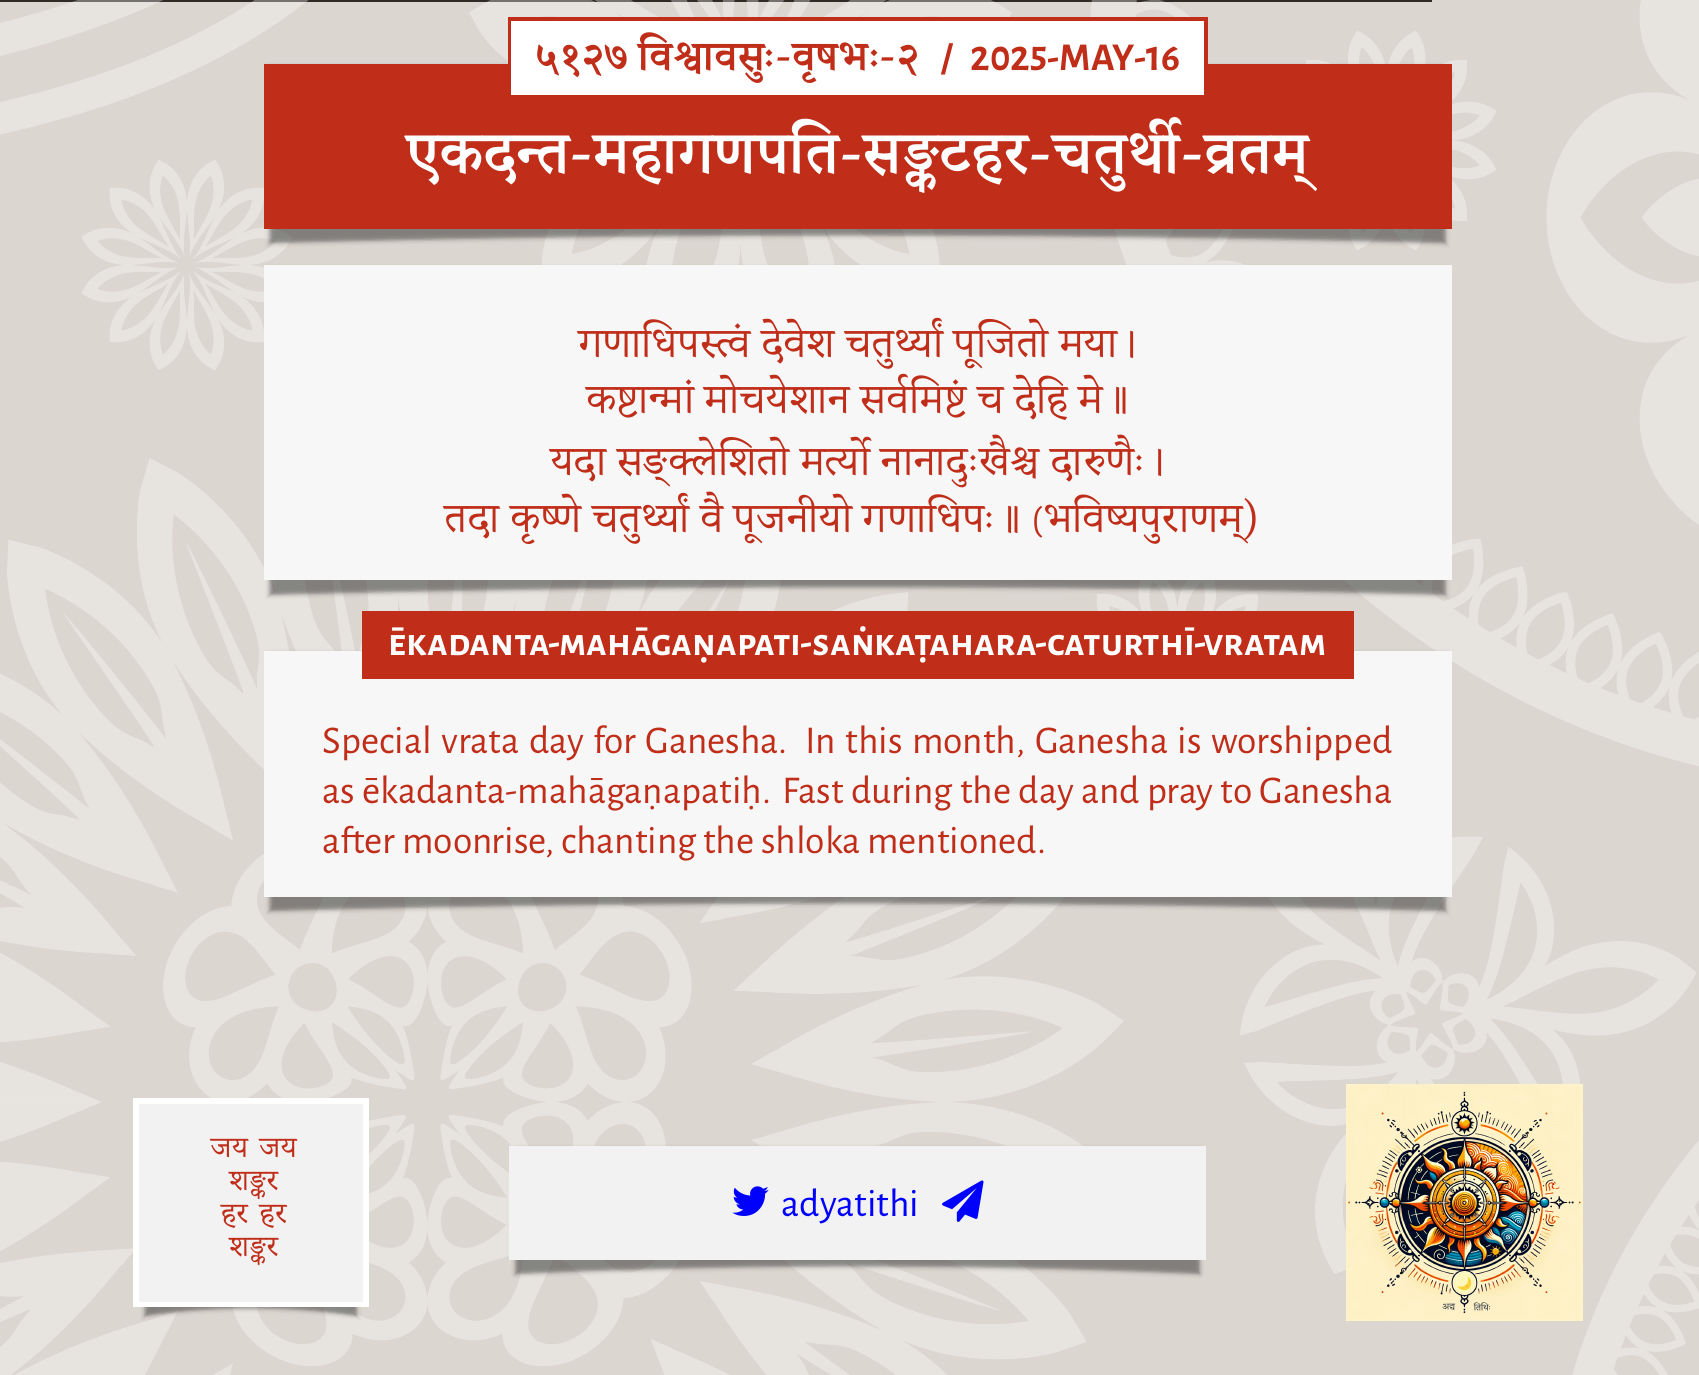 ५१२७ विश्वावसुः-वृषभः-२ / 2025-MAY-16
एकदन्त-महागणपति-सङ्कटहर-चतुर्थी-व्रतम्
गणाधिपस्त्वं देवेश चतुर्थ्यां पूजितो मया।
कष्टान्मां मोचयेशान सर्वमिष्टं च देहि मे॥
यदा सङ्क्लेशितो मर्त्यो नानादुःखैश्च दारुणैः।
तदा कृष्णे चतुर्थ्यां वै पूजनीयो गणाधिपः॥ (भविष्यपुराणम्)
ĒKADANTA-MAHĀGAṆAPATI-SAṄKAṬAHARA-CATURTHĪ-VRATAM
Special vrata day for Ganesha. In this month, Ganesha is worshipped
as ēkadanta-mahāgaṇapatiḥ. Fast during the day and pray to Ganesha
after moonrise, chanting the shloka mentioned.
जय जय
शङ्कर
हर हर
शङ्कर
adyatithi
अद्य तिथिः